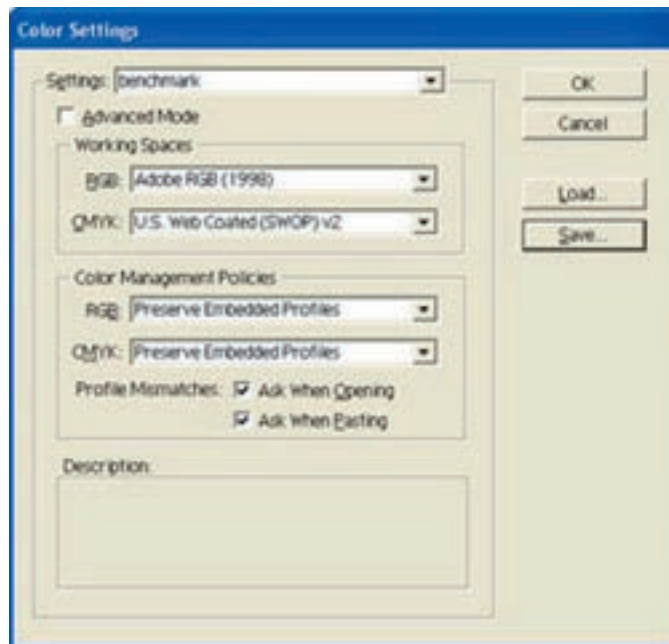 Color Settings
Settings: benchmark
OK
Advanced Mode
Cancel
Working Spaces
RGB: Adobe RGB (1998)
Load...
CMYK: U.S. Web Coated (SWOP) v2
Save...
Color Management Policies
RGB: Preserve Embedded Profiles
CMYK: Preserve Embedded Profiles
Profile Mismatches: Ask When Opening
Ask When Pasting
Description: